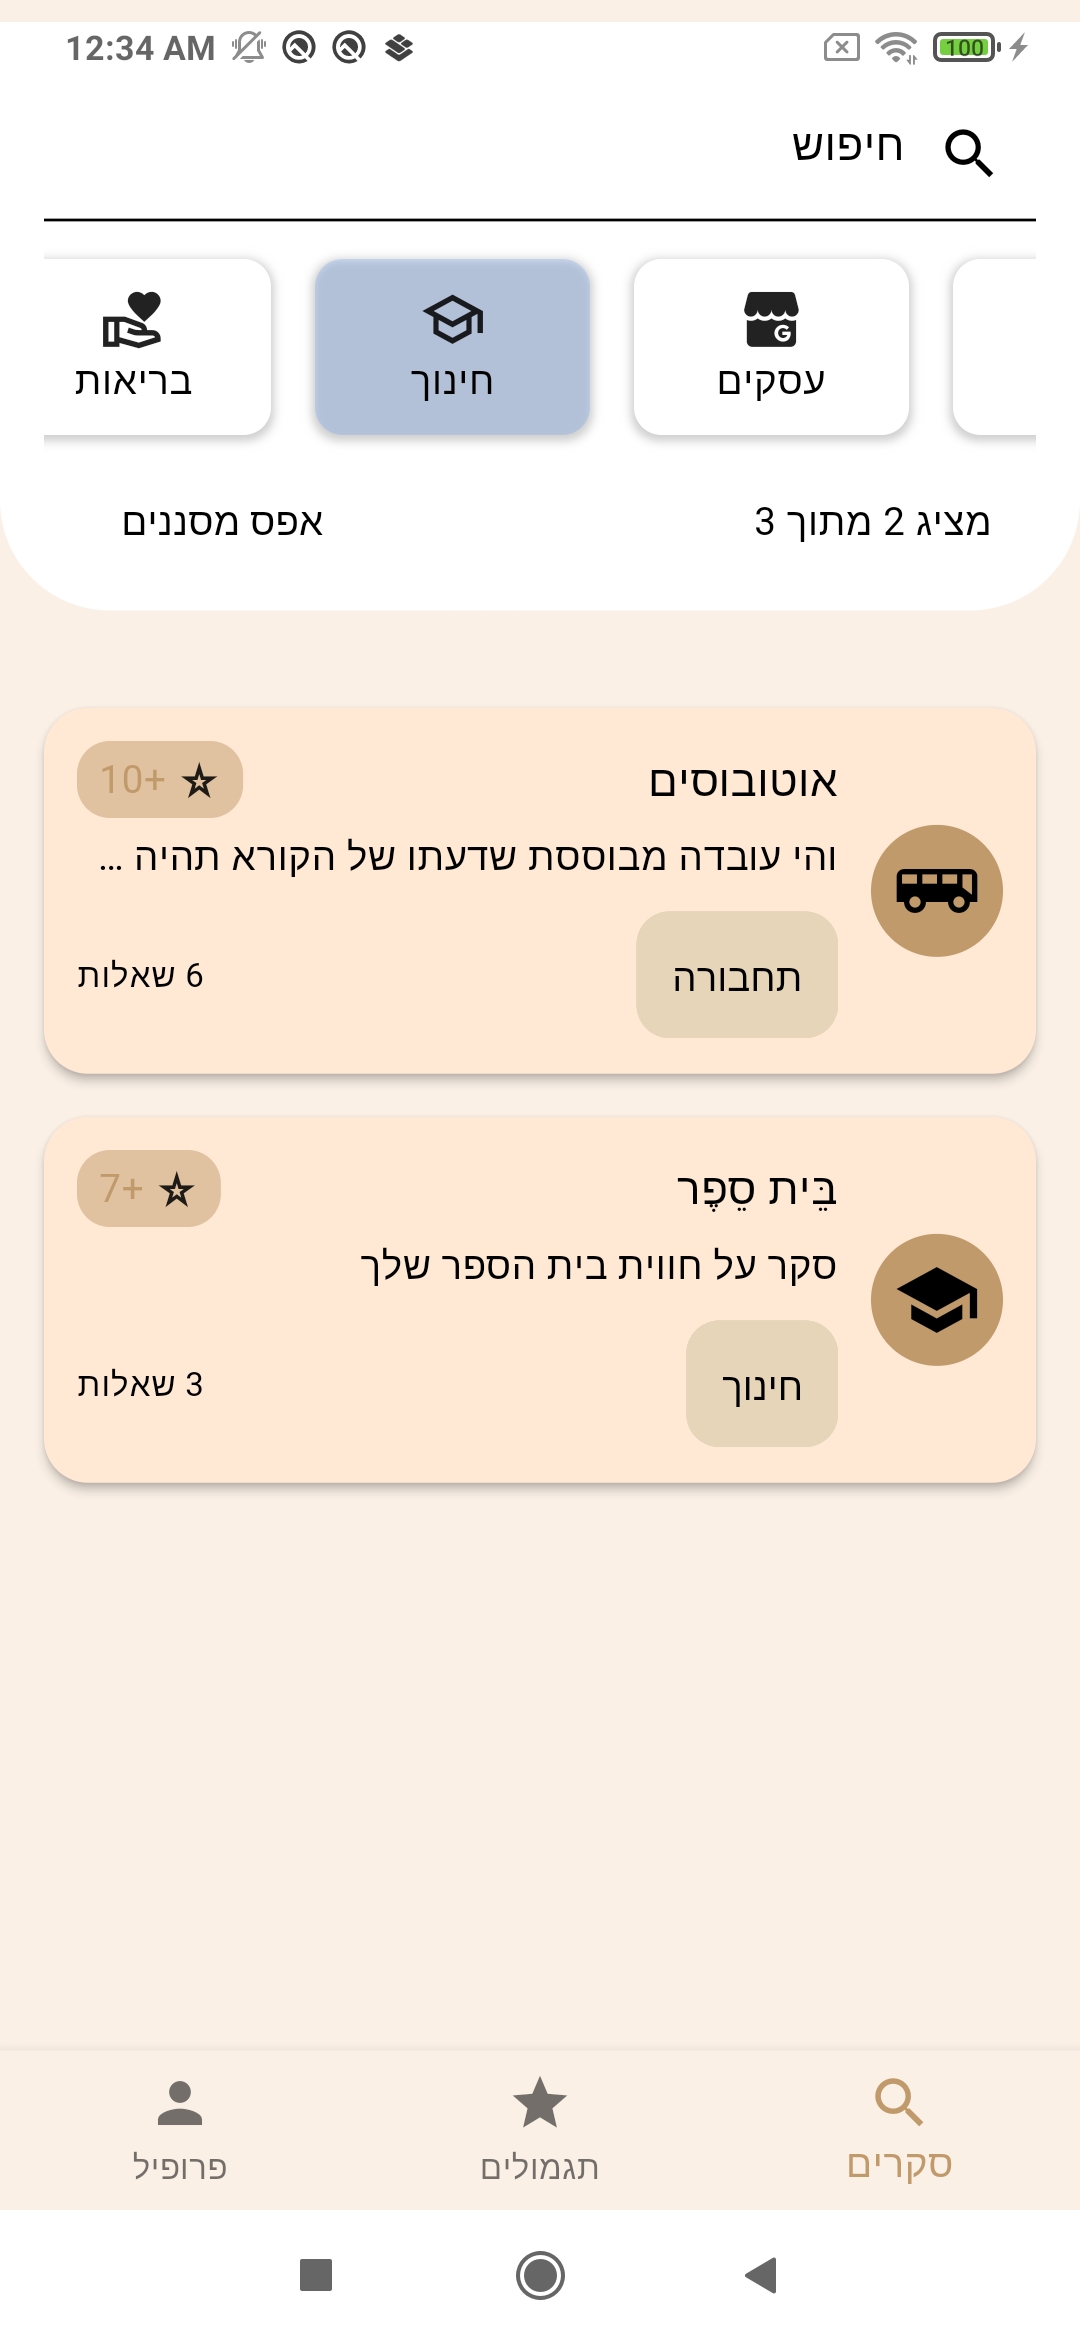 12:34 AM
100
חיפוש
עסקים
חינוך
בריאות
מציג 2 מתוך 3
אפס מסננים
אוטובוסים
10+
והי עובדה מבוססת שדעתו של הקורא תהיה ...
תחבורה
6 שאלות
בֵּית סֵפֶר
7+
סקר על חווית בית הספר שלך
חינוך
3 שאלות
סקרים
תגמולים
פרופיל